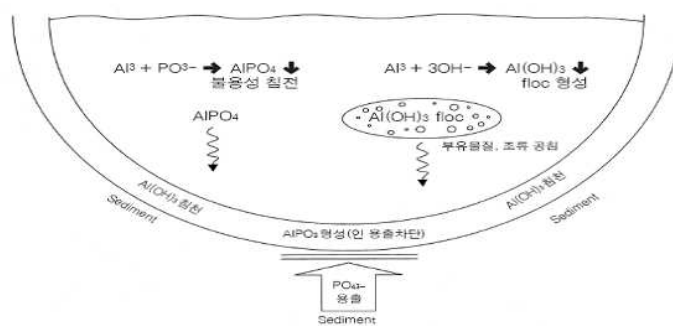 Al³ + PO³⁻ ➔ AlPO₄ ⬇
불용성 침전
Al³ + 3OH⁻ ➔ Al(OH)₃ ⬇
floc 형성
AlPO₄
Al(OH)₃ floc
부유물질, 조류 공침
Al(OH)₃ 침전
Sediment
Al(OH)₃ 침전
Sediment
AlPO₄ 형성(인 용출차단)
PO₄³⁻
용출
Sediment